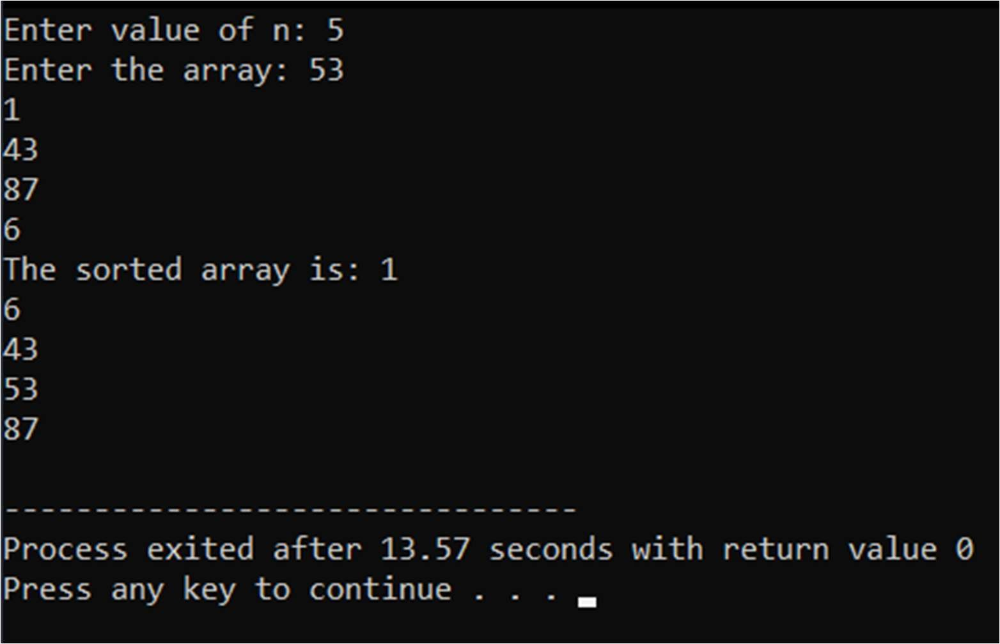 Enter value of n: 5
Enter the array: 53
1
43
87
6
The sorted array is: 1
6
43
53
87
--------------------------------
Process exited after 13.57 seconds with return value 0
Press any key to continue . . .